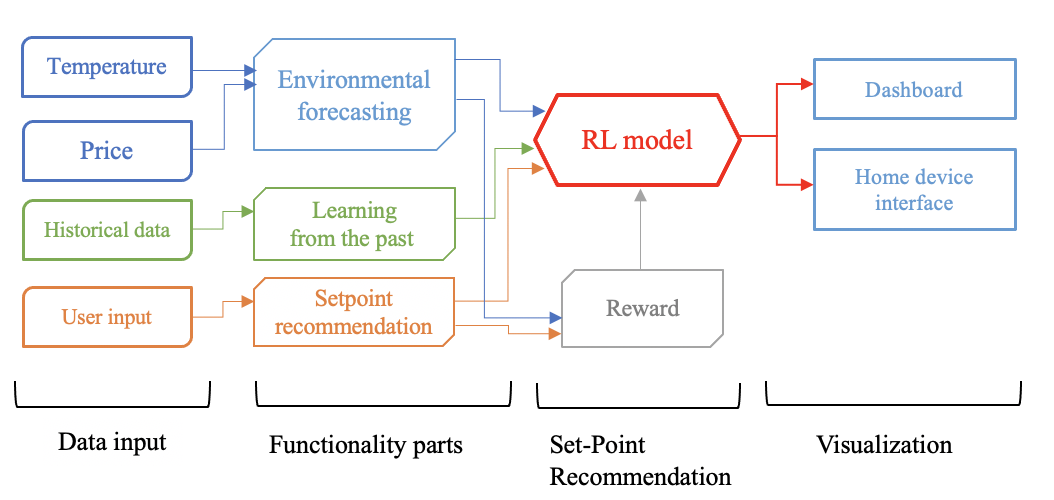 Temperature
Price
Historical data
User input
Environmental
forecasting
Learning
from the past
Setpoint
recommendation
RL model
Reward
Dashboard
Home device
interface
Data input
Functionality parts
Set-Point
Recommendation
Visualization